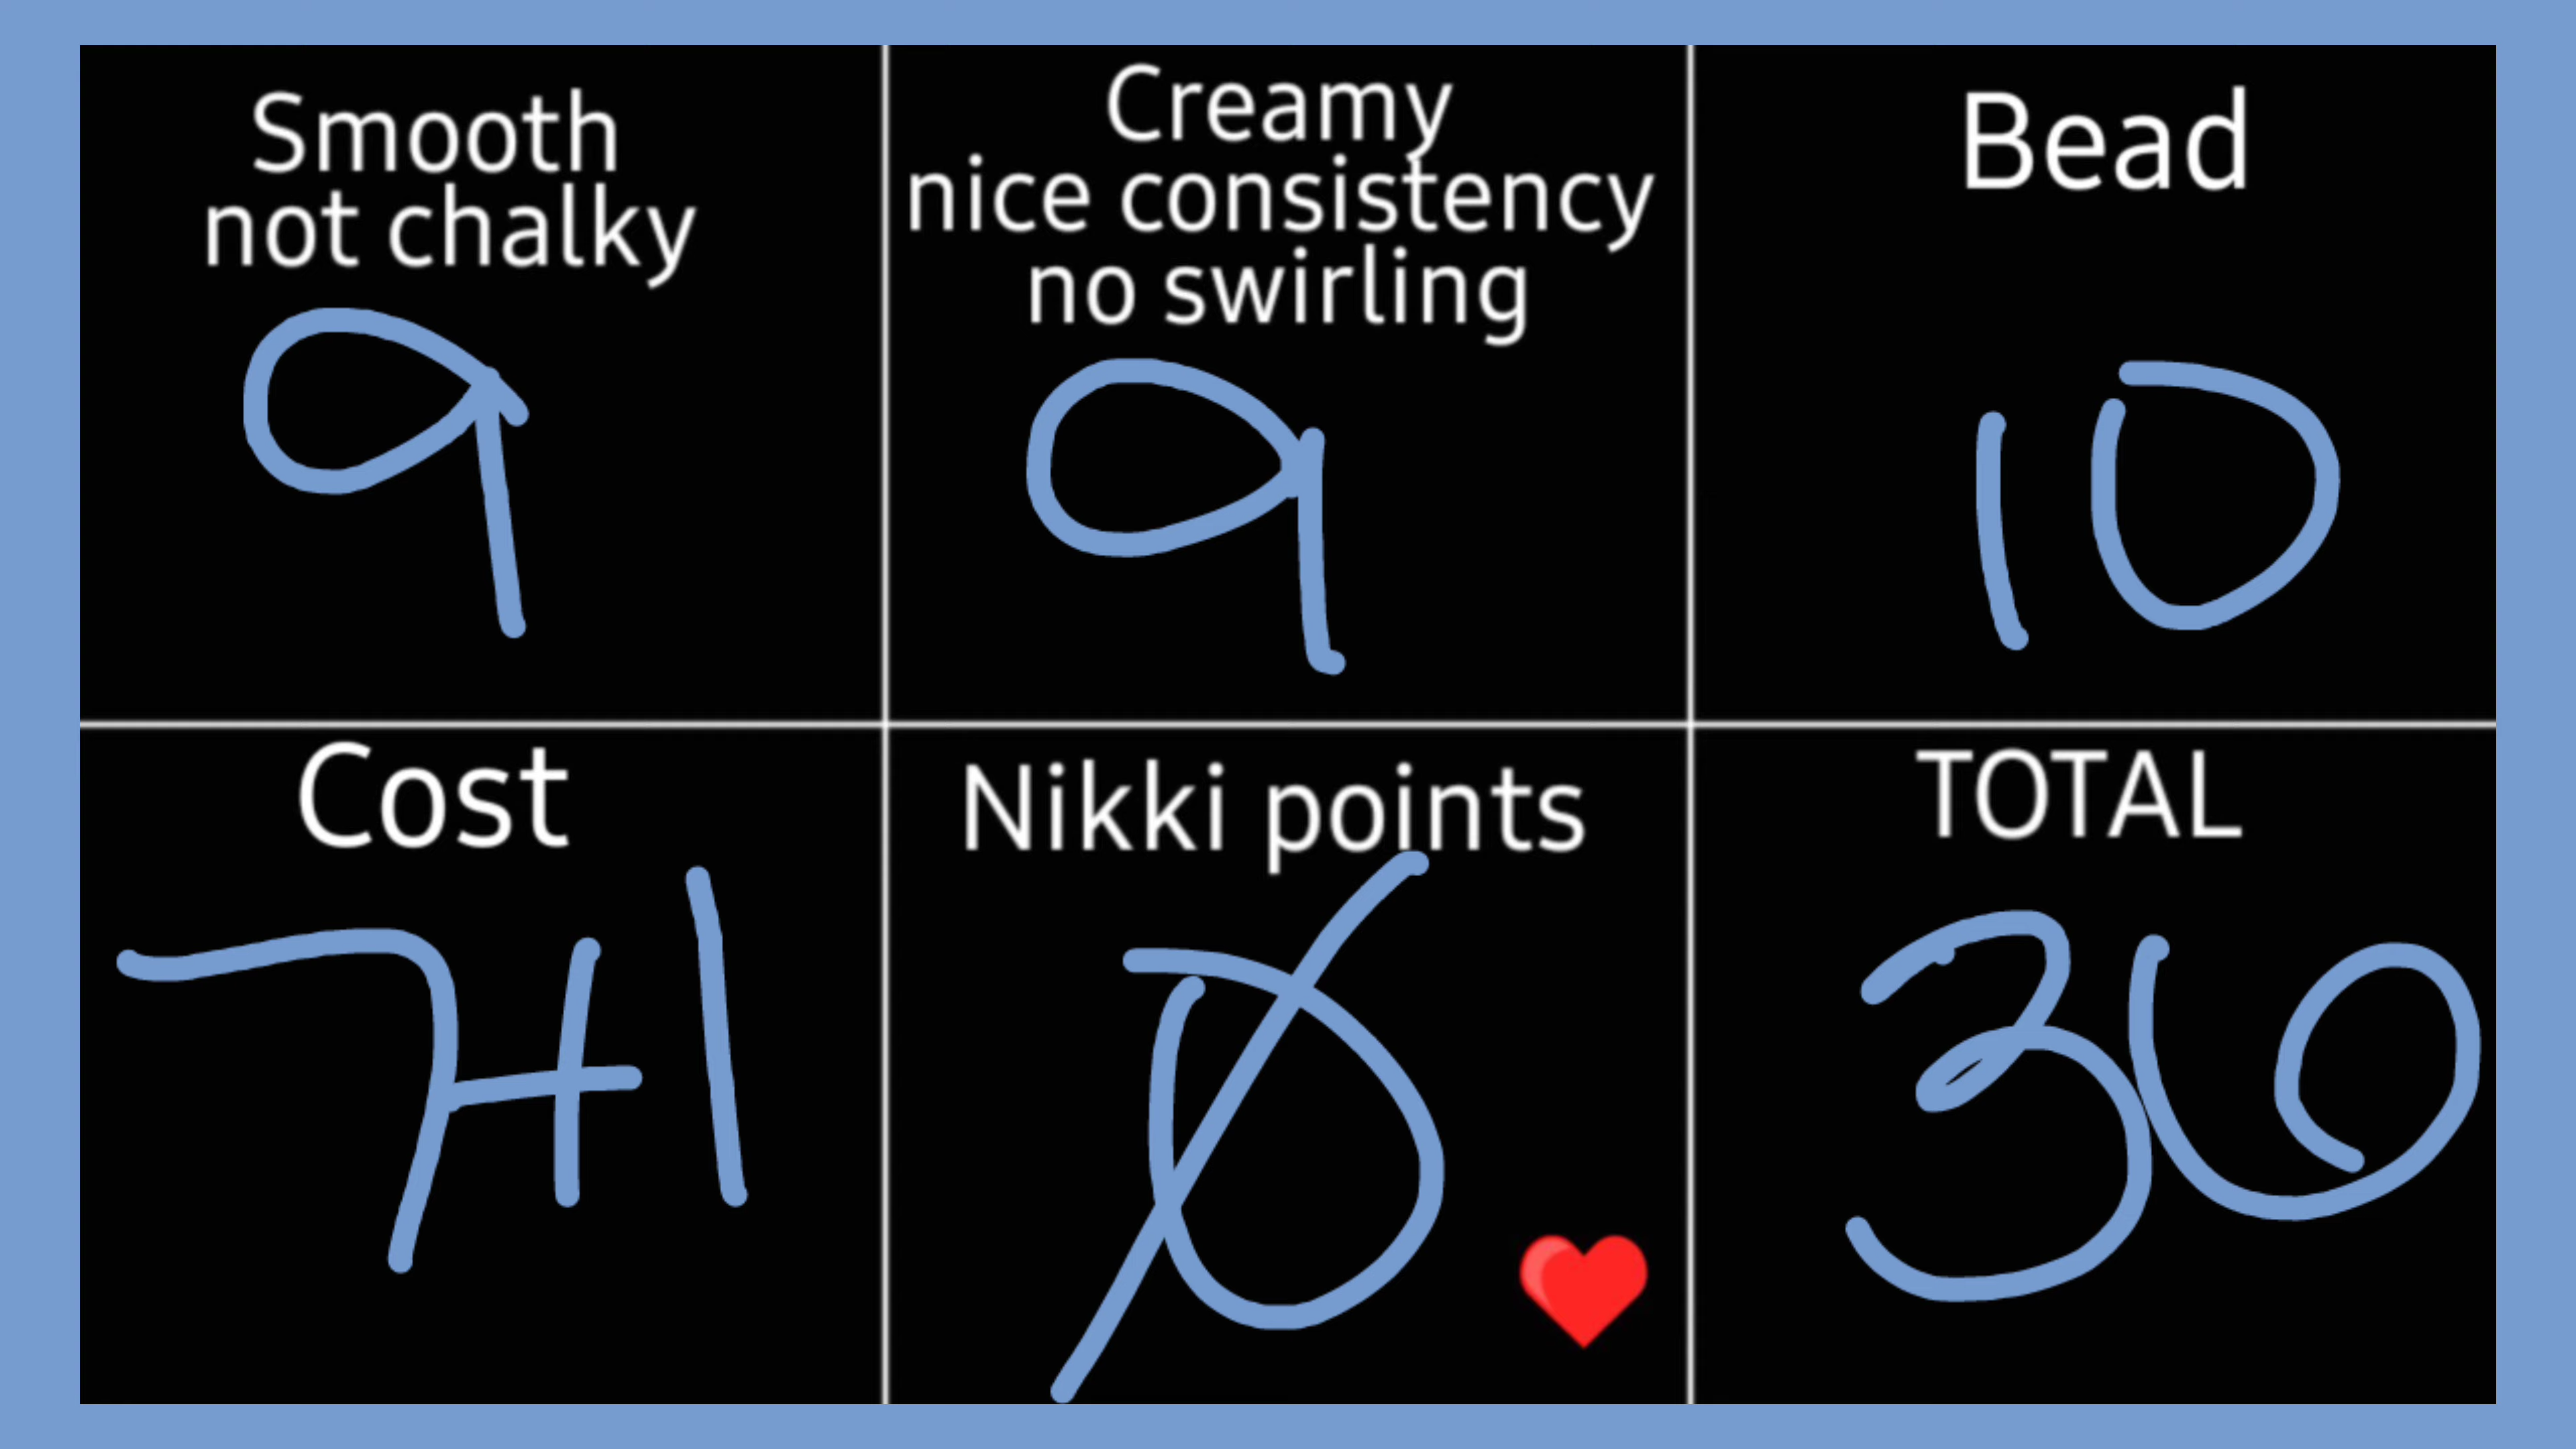 Smooth
not chalky
9
Creamy
nice consistency
no swirling
9
Bead
10
Cost
7+1
Nikki points
0
TOTAL
36